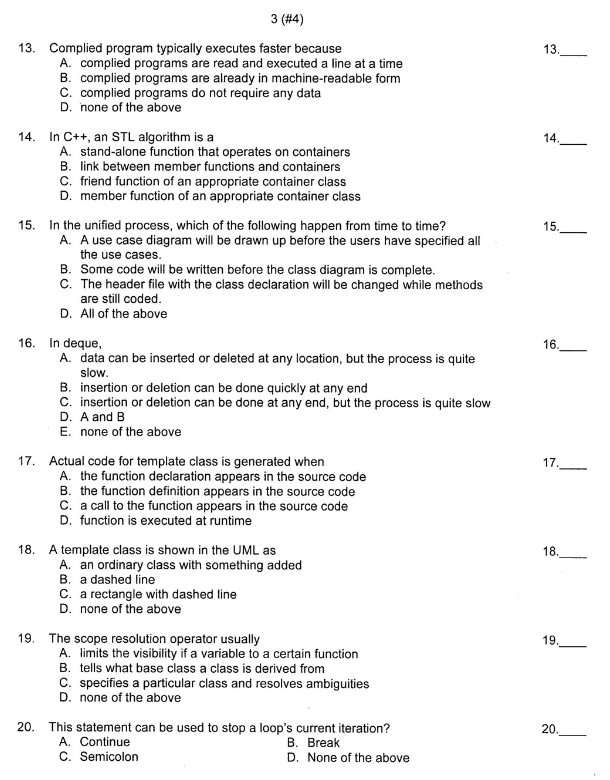 3 (#4)
13. Complied program typically executes faster because 13.____
A. complied programs are read and executed a line at a time
B. complied programs are already in machine-readable form
C. complied programs do not require any data
D. none of the above
14. In C++, an STL algorithm is a 14.____
A. stand-alone function that operates on containers
B. link between member functions and containers
C. friend function of an appropriate container class
D. member function of an appropriate container class
15. In the unified process, which of the following happen from time to time? 15.____
A. A use case diagram will be drawn up before the users have specified all
the use cases.
B. Some code will be written before the class diagram is complete.
C. The header file with the class declaration will be changed while methods
are still coded.
D. All of the above
16. In deque, 16.____
A. data can be inserted or deleted at any location, but the process is quite
slow.
B. insertion or deletion can be done quickly at any end
C. insertion or deletion can be done at any end, but the process is quite slow
D. A and B
E. none of the above
17. Actual code for template class is generated when 17.____
A. the function declaration appears in the source code
B. the function definition appears in the source code
C. a call to the function appears in the source code
D. function is executed at runtime
18. A template class is shown in the UML as 18.____
A. an ordinary class with something added
B. a dashed line
C. a rectangle with dashed line
D. none of the above
19. The scope resolution operator usually 19.____
A. limits the visibility if a variable to a certain function
B. tells what base class a class is derived from
C. specifies a particular class and resolves ambiguities
D. none of the above
20. This statement can be used to stop a loop's current iteration? 20.____
A. Continue B. Break
C. Semicolon D. None of the above